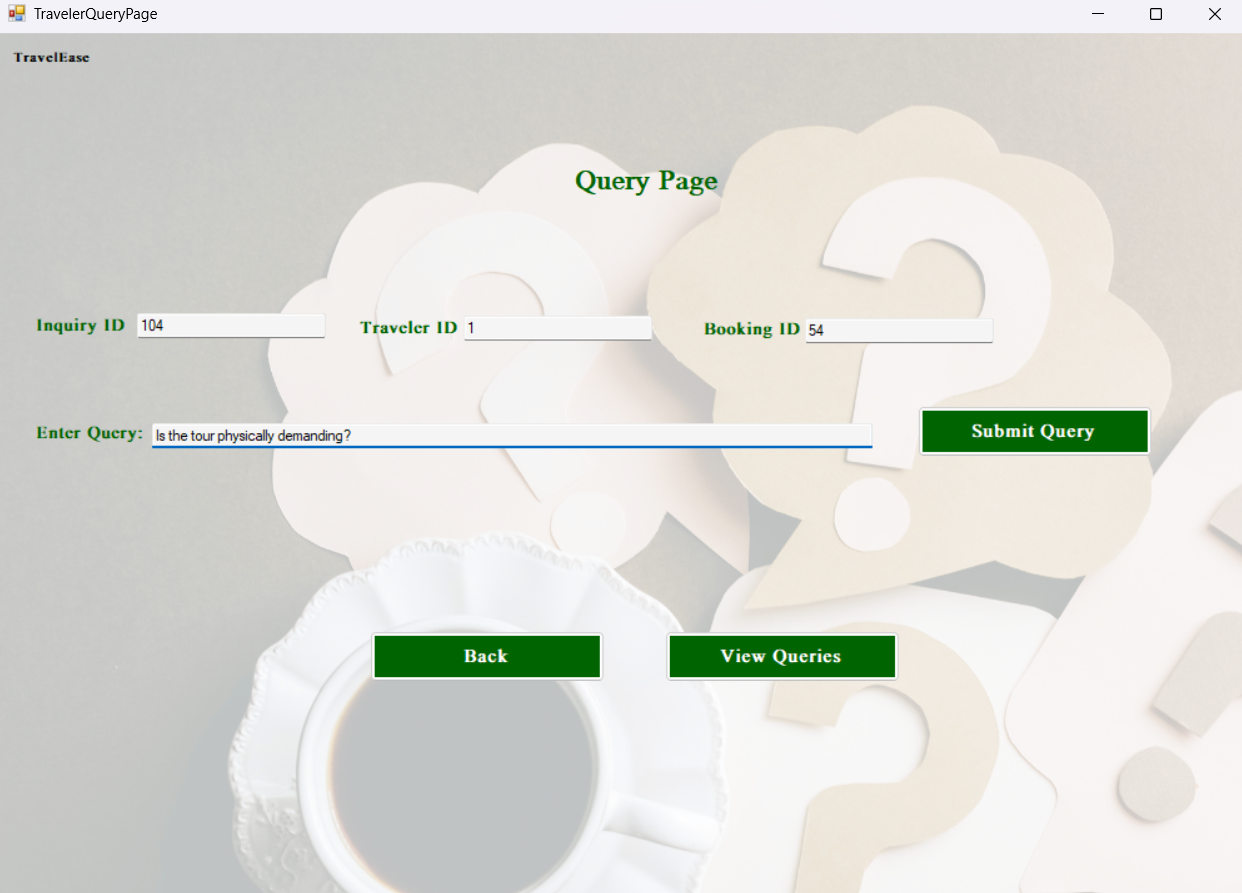 TravelerQueryPage
TravelEase
Query Page
Inquiry ID 104 Traveler ID 1 Booking ID 54
Enter Query: Is the tour physically demanding? Submit Query
Back View Queries